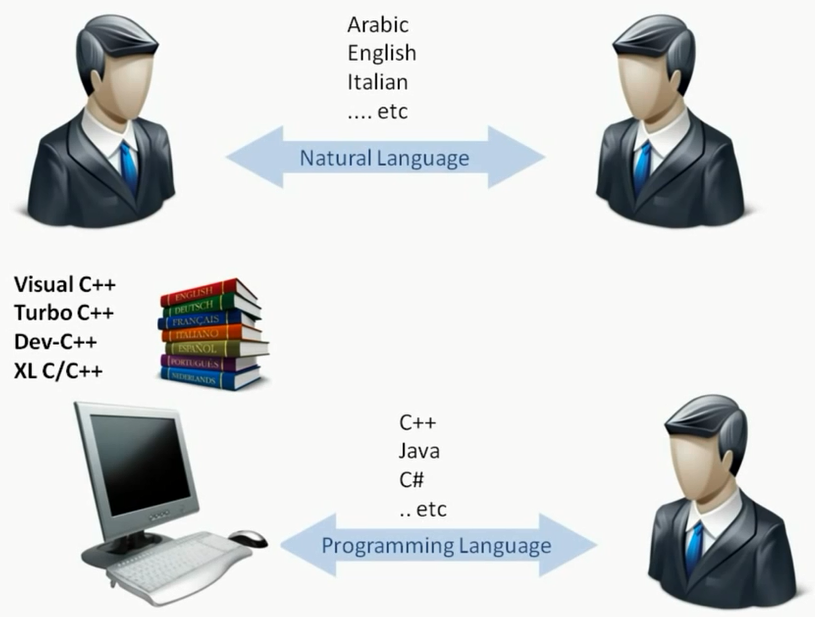 Arabic
English
Italian
.... etc
Natural Language
Visual C++
Turbo C++
Dev-C++
XL C/C++
ENGLISH
DEUTSCH
FRANÇAIS
ITALIANO
ESPAÑOL
PORTUGUÊS
NEDERLANDS
C++
Java
C#
.. etc
Programming Language